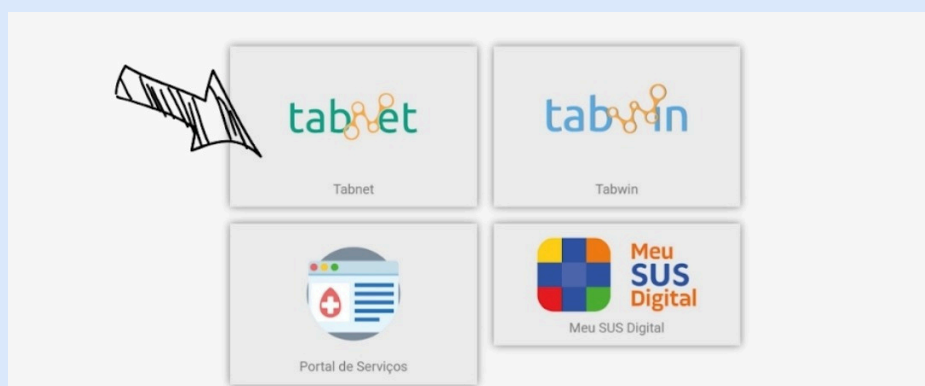 tabnet
Tabnet
tabwin
Tabwin
Portal de Serviços
Meu
SUS
Digital
Meu SUS Digital